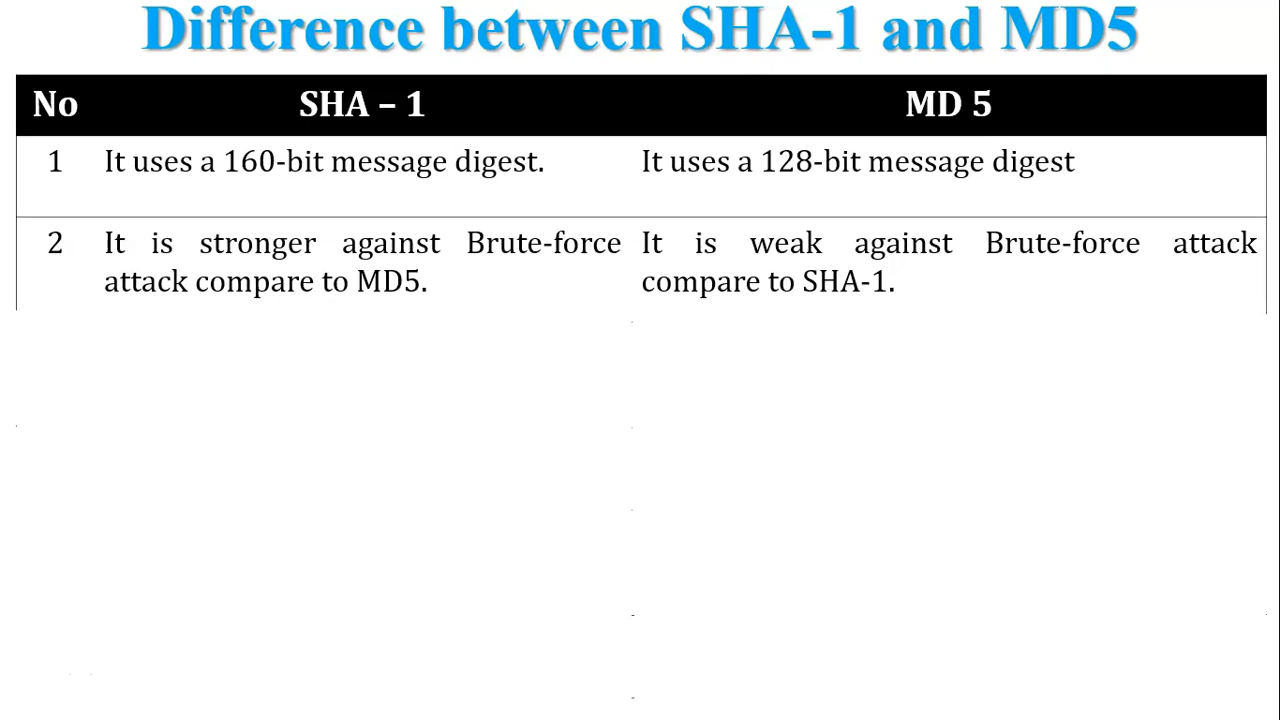 Difference between SHA-1 and MD5
No SHA – 1 MD 5
1 It uses a 160-bit message digest. It uses a 128-bit message digest
2 It is stronger against Brute-force It is weak against Brute-force attack
attack compare to MD5. compare to SHA-1.